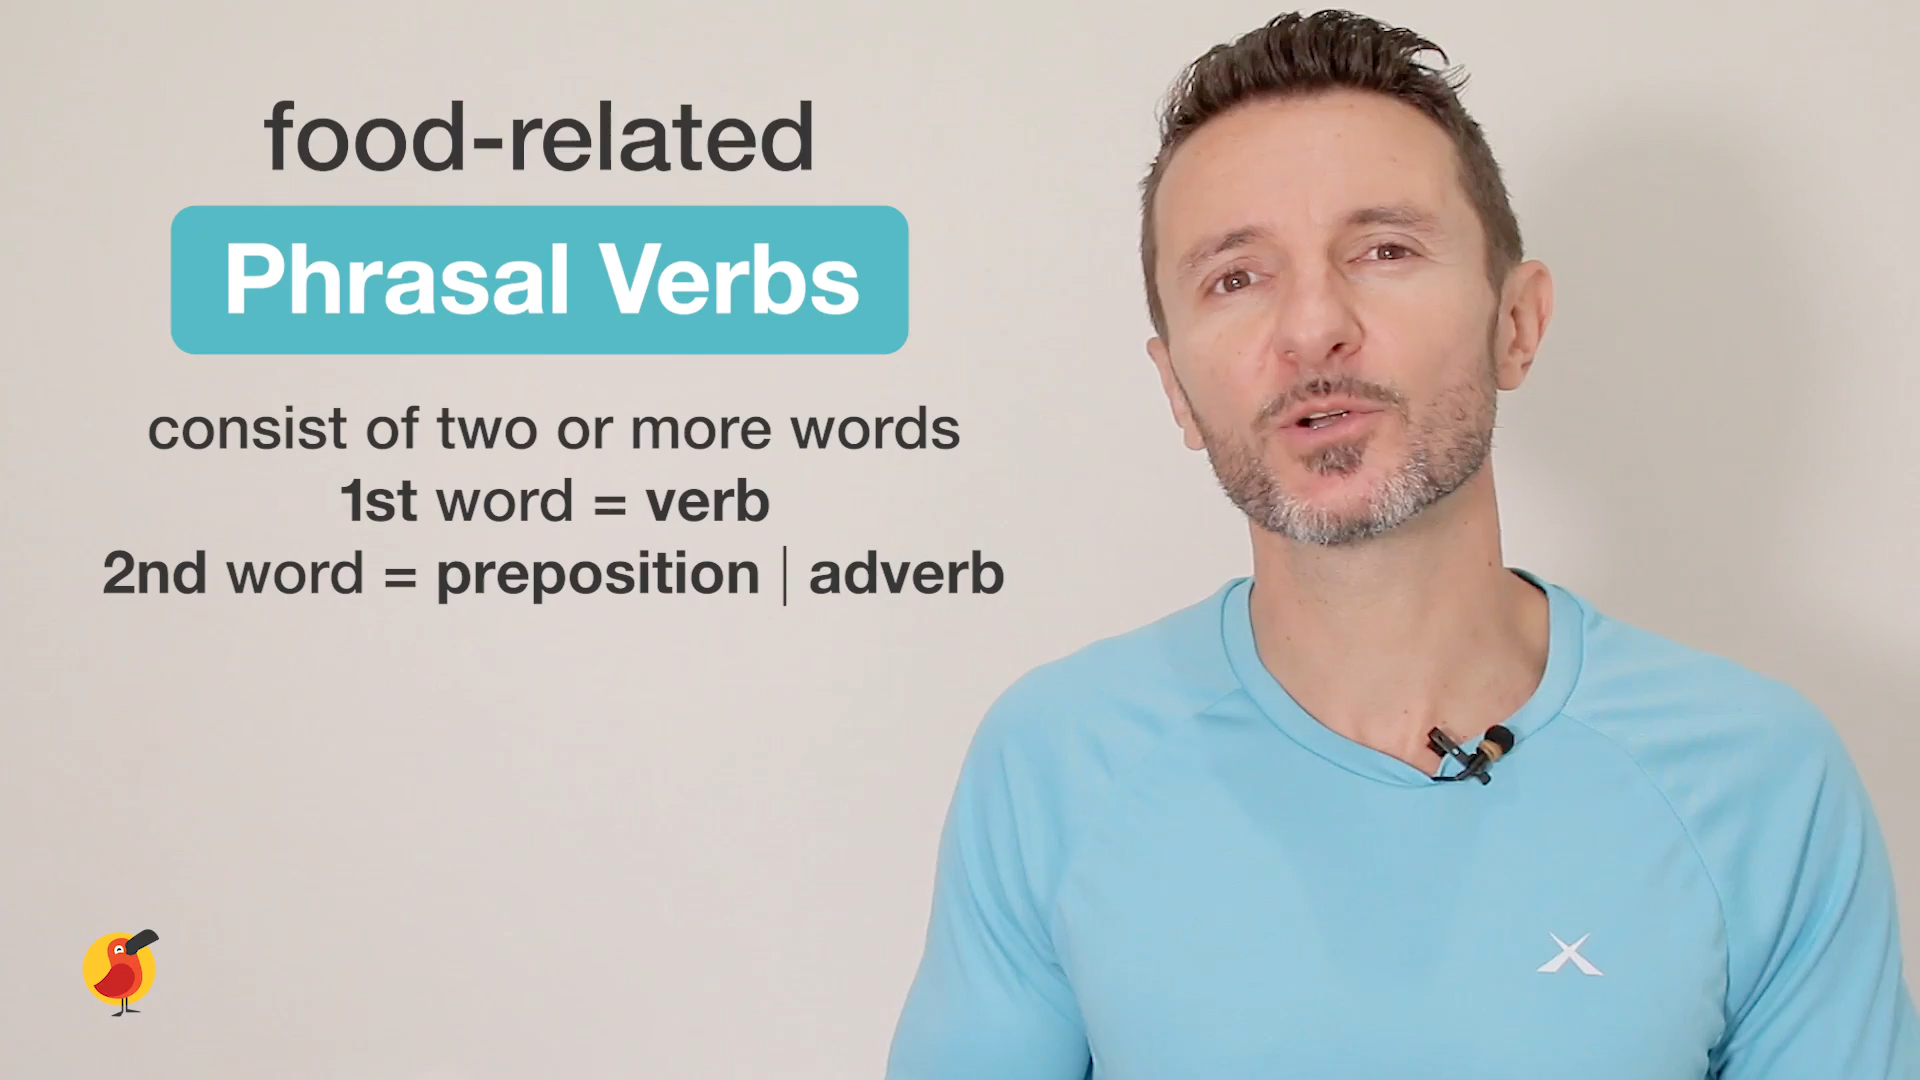 food-related
Phrasal Verbs
consist of two or more words
1st word = verb
2nd word = preposition | adverb